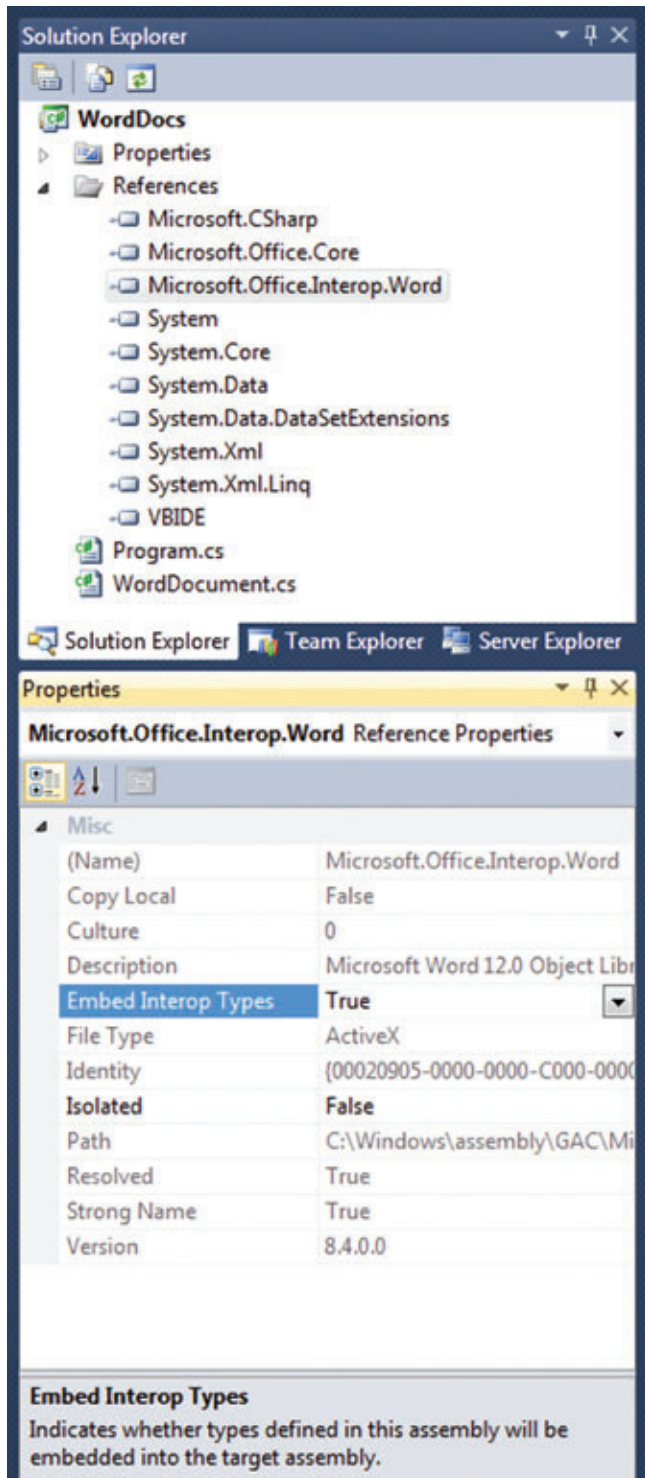 Solution Explorer
WordDocs
Properties
References
Microsoft.CSharp
Microsoft.Office.Core
Microsoft.Office.Interop.Word
System
System.Core
System.Data
System.Data.DataSetExtensions
System.Xml
System.Xml.Linq
VBIDE
Program.cs
WordDocument.cs
Solution Explorer Team Explorer Server Explorer
Properties
Microsoft.Office.Interop.Word Reference Properties
Misc
(Name) Microsoft.Office.Interop.Word
Copy Local False
Culture 0
Description Microsoft Word 12.0 Object Libr
Embed Interop Types True
File Type ActiveX
Identity {00020905-0000-0000-C000-0000
Isolated False
Path C:\Windows\assembly\GAC\Mi
Resolved True
Strong Name True
Version 8.4.0.0
Embed Interop Types
Indicates whether types defined in this assembly will be
embedded into the target assembly.